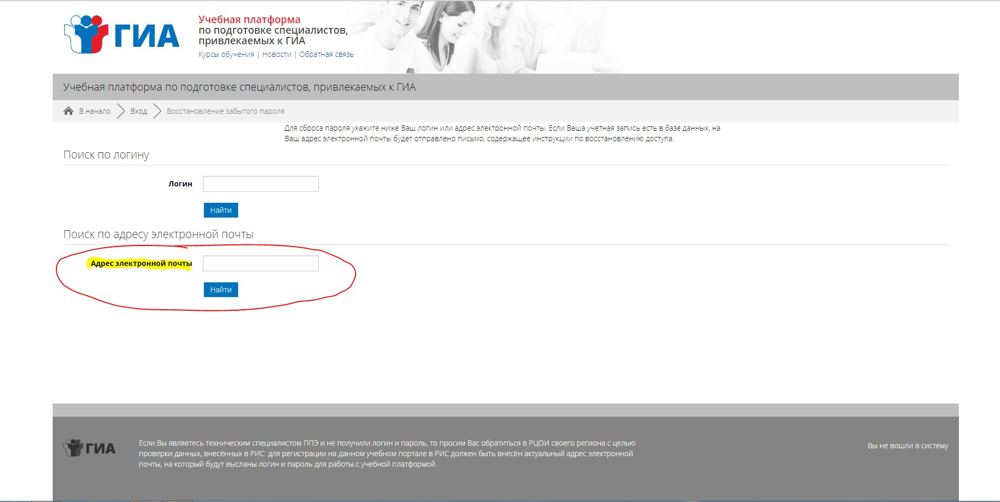 ГИА
Учебная платформа
по подготовке специалистов,
привлекаемых к ГИА
Курсы обучения | Новости | Обратная связь
Учебная платформа по подготовке специалистов, привлекаемых к ГИА
В начало Вход Восстановление забытого пароля
Для сброса пароля укажите ниже Ваш логин или адрес электронной почты. Если Ваша учетная запись есть в базе данных, на
Ваш адрес электронной почты будет отправлено письмо, содержащее инструкции по восстановлению доступа.
Поиск по логину
Логин
Найти
Поиск по адресу электронной почты
Адрес электронной почты
Найти
ГИА
Если Вы являетесь техническим специалистом ППЭ и не получили логин и пароль, то просим Вас обратиться в РЦОИ своего региона с целью
проверки данных, внесённых в РИС: для регистрации на данном учебном портале в РИС должен быть внесён актуальный адрес электронной
почты, на который будут высланы логин и пароль для работы с учебной платформой.
Вы не вошли в систему